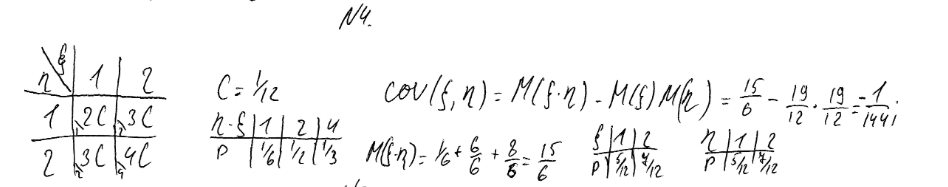 N4.
η \ ξ | 1 | 2
1 | 2C | 3C
2 | 3C | 4C
C = 1/12
η·ξ | 1 | 2 | 4
P | 1/6 | 1/2 | 1/3
cov(ξ, η) = M(ξ·η) - M(ξ)M(η) = 15/6 - 19/12 · 19/12 = -1/144;
M(ξ·η) = 1/6 + 6/6 + 8/6 = 15/6
ξ | 1 | 2
P | 5/12 | 7/12
η | 1 | 2
P | 5/12 | 7/12